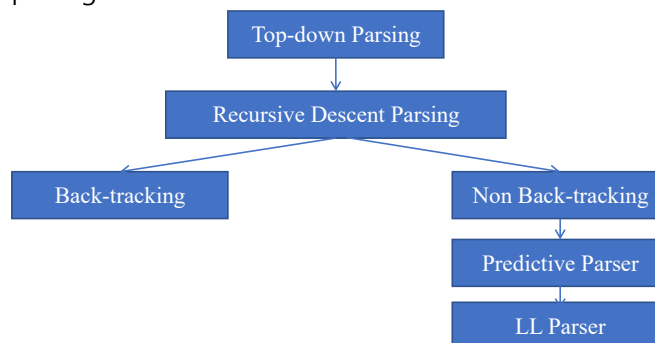 Top-down Parsing
Recursive Descent Parsing
Back-tracking
Non Back-tracking
Predictive Parser
LL Parser